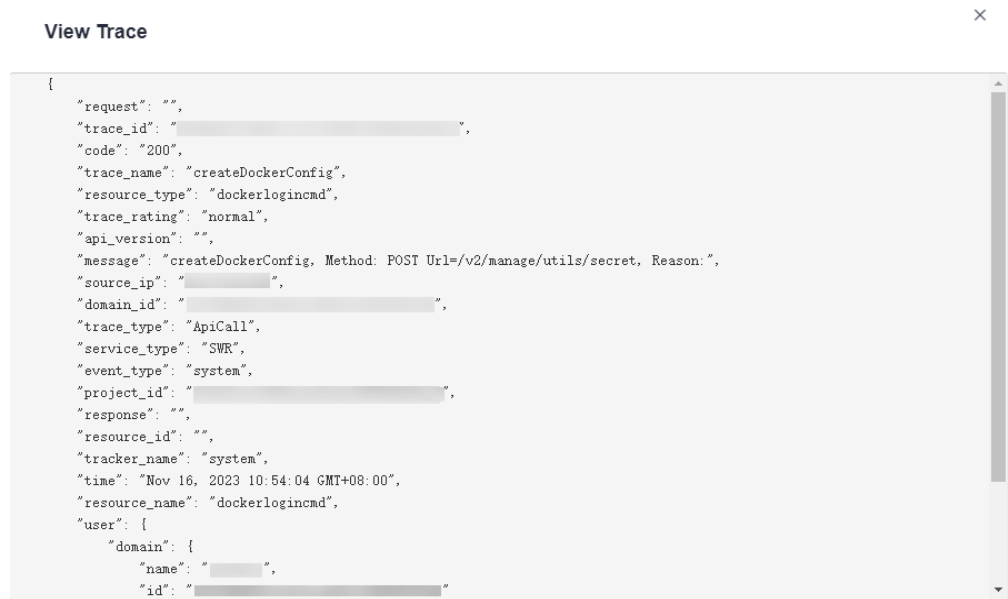 View Trace
×
{
"request": "",
"trace_id": " ",
"code": "200",
"trace_name": "createDockerConfig",
"resource_type": "dockerlogincmd",
"trace_rating": "normal",
"api_version": "",
"message": "createDockerConfig, Method: POST Url=/v2/manage/utils/secret, Reason:",
"source_ip": " ",
"domain_id": " ",
"trace_type": "ApiCall",
"service_type": "SWR",
"event_type": "system",
"project_id": " ",
"response": "",
"resource_id": "",
"tracker_name": "system",
"time": "Nov 16, 2023 10:54:04 GMT+08:00",
"resource_name": "dockerlogincmd",
"user": {
"domain": {
"name": " ",
"id": " "